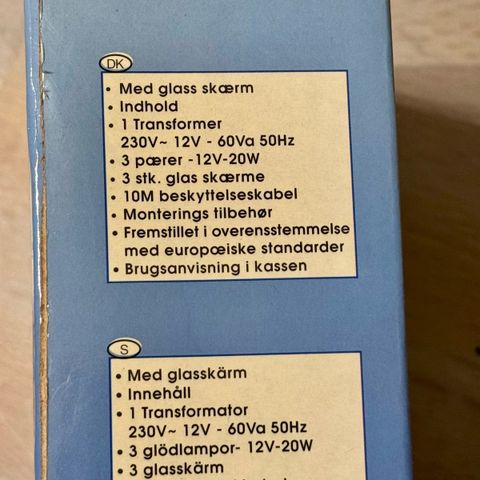 DK
• Med glass skærm
• Indhold
• 1 Transformer
230V~ 12V - 60Va 50Hz
• 3 pærer -12V-20W
• 3 stk. glas skærme
• 10M beskyttelseskabel
• Monterings tilbehør
• Fremstillet i overensstemmelse
med europæiske standarder
• Brugsanvisning i kassen
S
• Med glasskärm
• Innehåll
• 1 Transformator
230V~ 12V - 60Va 50Hz
• 3 glödlampor- 12V-20W
• 3 glasskärm